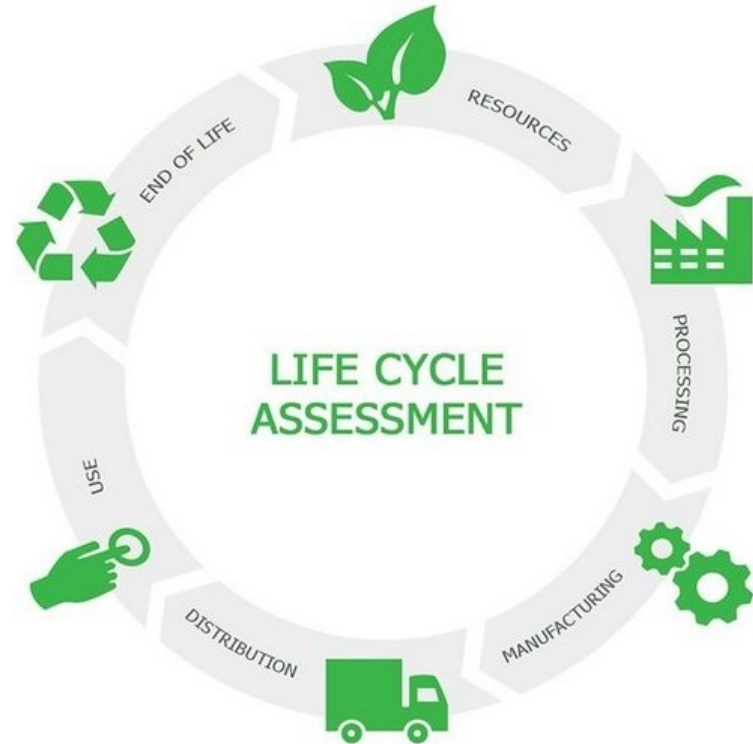 LIFE CYCLE
ASSESSMENT
RESOURCES
PROCESSING
MANUFACTURING
DISTRIBUTION
USE
END OF LIFE